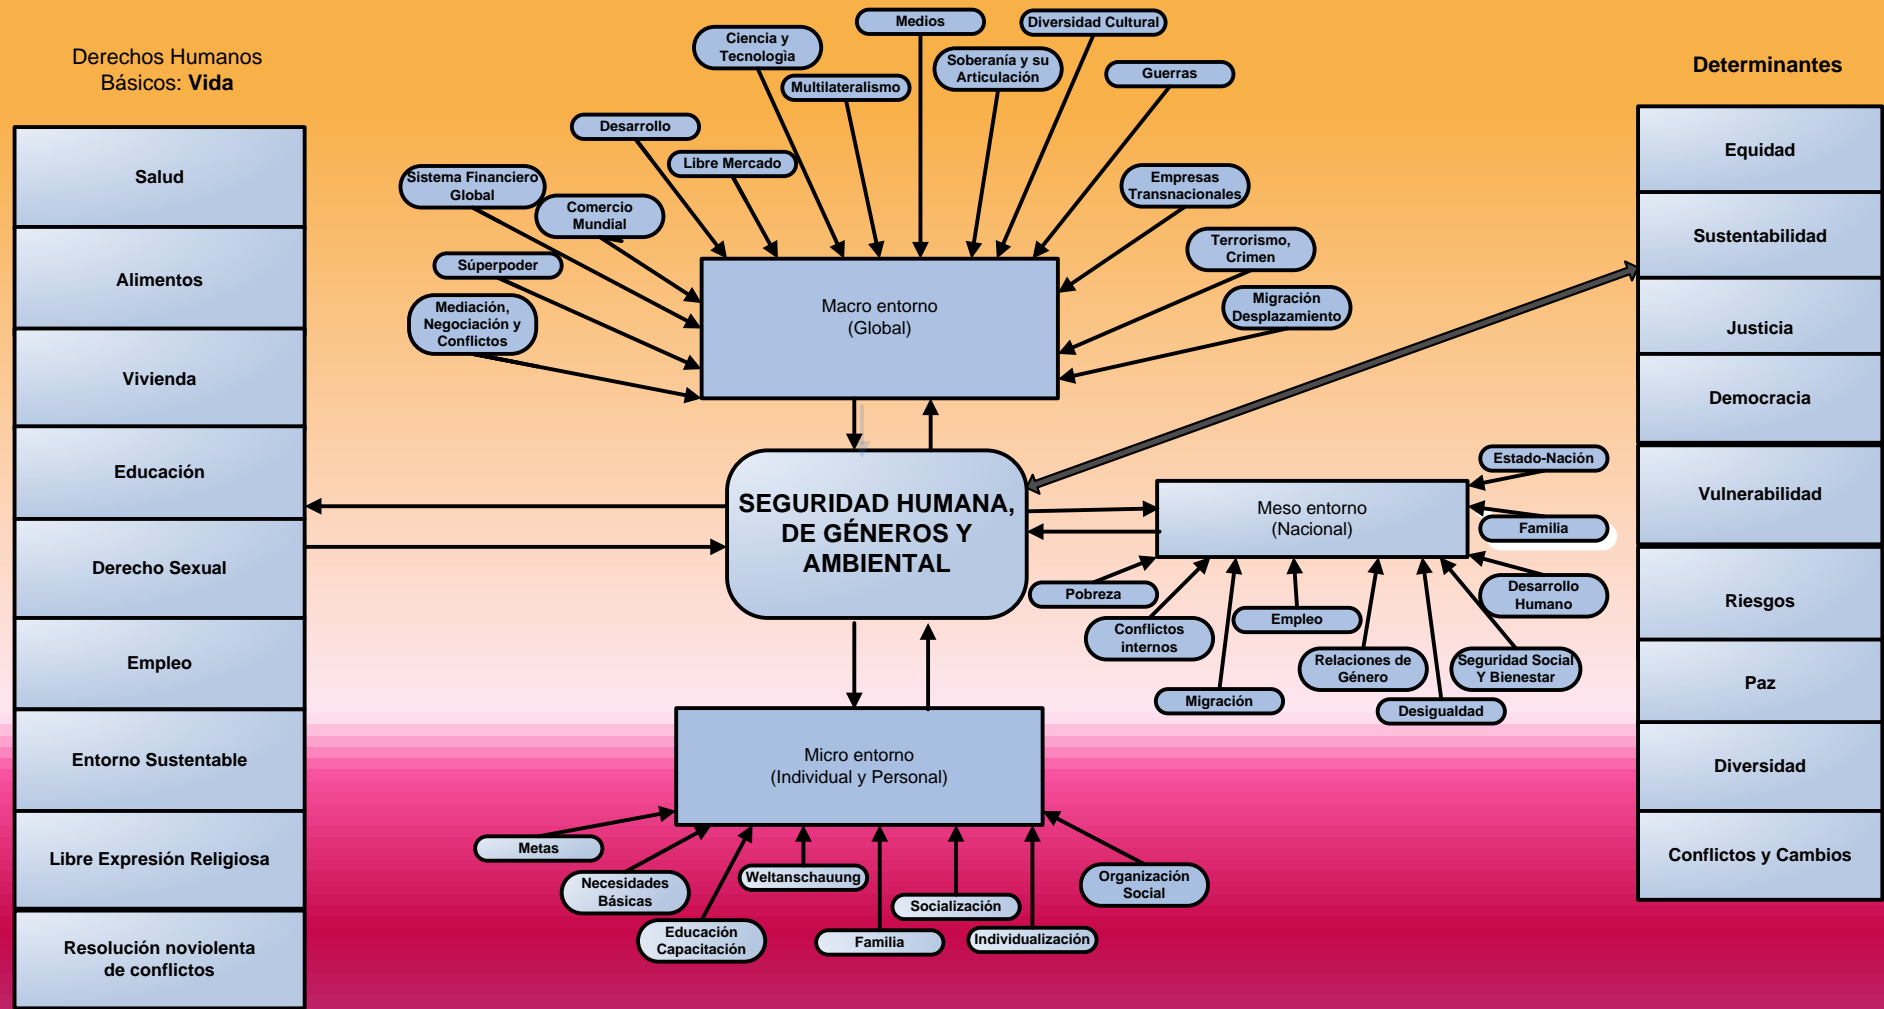 Derechos Humanos
Básicos: Vida
Salud
Alimentos
Vivienda
Educación
Derecho Sexual
Empleo
Entorno Sustentable
Libre Expresión Religiosa
Resolución noviolenta
de conflictos
Medios
Diversidad Cultural
Ciencia y
Tecnologìa
Multilateralismo
Soberanía y su
Articulación
Guerras
Desarrollo
Libre Mercado
Sistema Financiero
Global
Comercio
Mundial
Súperpoder
Mediación,
Negociación y
Conflictos
Empresas
Transnacionales
Terrorismo,
Crimen
Migración
Desplazamiento
Macro entorno
(Global)
SEGURIDAD HUMANA,
DE GÉNEROS Y
AMBIENTAL
Meso entorno
(Nacional)
Estado-Nación
Familia
Desarrollo
Humano
Pobreza
Conflictos
internos
Empleo
Migración
Relaciones de
Género
Seguridad Social
Y Bienestar
Desigualdad
Micro entorno
(Individual y Personal)
Metas
Necesidades
Básicas
Educación
Capacitación
Weltanschauung
Familia
Socialización
Individualización
Organización
Social
Determinantes
Equidad
Sustentabilidad
Justicia
Democracia
Vulnerabilidad
Riesgos
Paz
Diversidad
Conflictos y Cambios